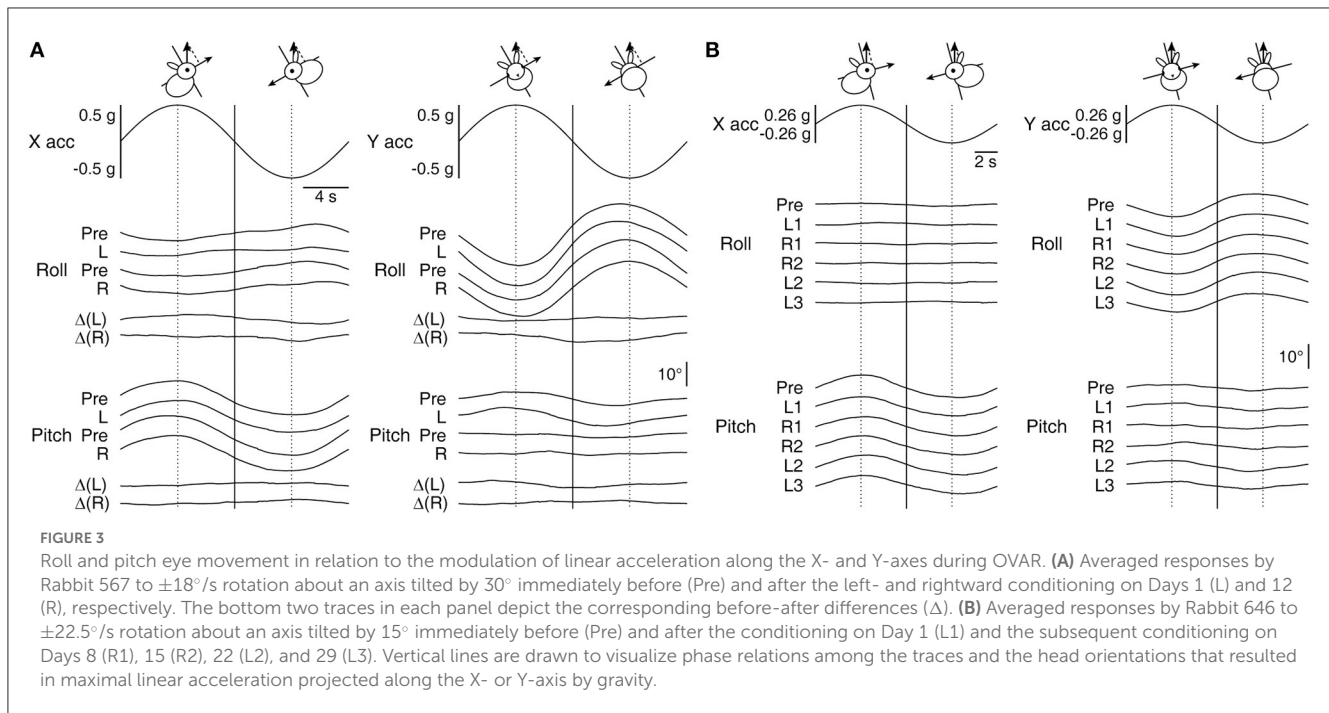 A
B
0.5 g
X acc
-0.5 g
4 s
0.5 g
Y acc
-0.5 g
0.26 g
X acc
-0.26 g
2 s
0.26 g
Y acc
-0.26 g
Pre
L
Roll
Pre
R
Δ(L)
Δ(R)
Pre
L
Roll
Pre
R
Δ(L)
Δ(R)
Pre
L1
Roll
R1
R2
L2
L3
Pre
L1
Roll
R1
R2
L2
L3
10°
10°
Pre
L
Pitch
Pre
R
Δ(L)
Δ(R)
Pre
L
Pitch
Pre
R
Δ(L)
Δ(R)
Pre
L1
R1
Pitch
R2
L2
L3
Pre
L1
R1
Pitch
R2
L2
L3
FIGURE 3
Roll and pitch eye movement in relation to the modulation of linear acceleration along the X- and Y-axes during OVAR. (A) Averaged responses by
Rabbit 567 to ±18°/s rotation about an axis tilted by 30° immediately before (Pre) and after the left- and rightward conditioning on Days 1 (L) and 12
(R), respectively. The bottom two traces in each panel depict the corresponding before-after differences (Δ). (B) Averaged responses by Rabbit 646 to
±22.5°/s rotation about an axis tilted by 15° immediately before (Pre) and after the conditioning on Day 1 (L1) and the subsequent conditioning on
Days 8 (R1), 15 (R2), 22 (L2), and 29 (L3). Vertical lines are drawn to visualize phase relations among the traces and the head orientations that resulted
in maximal linear acceleration projected along the X- or Y-axis by gravity.